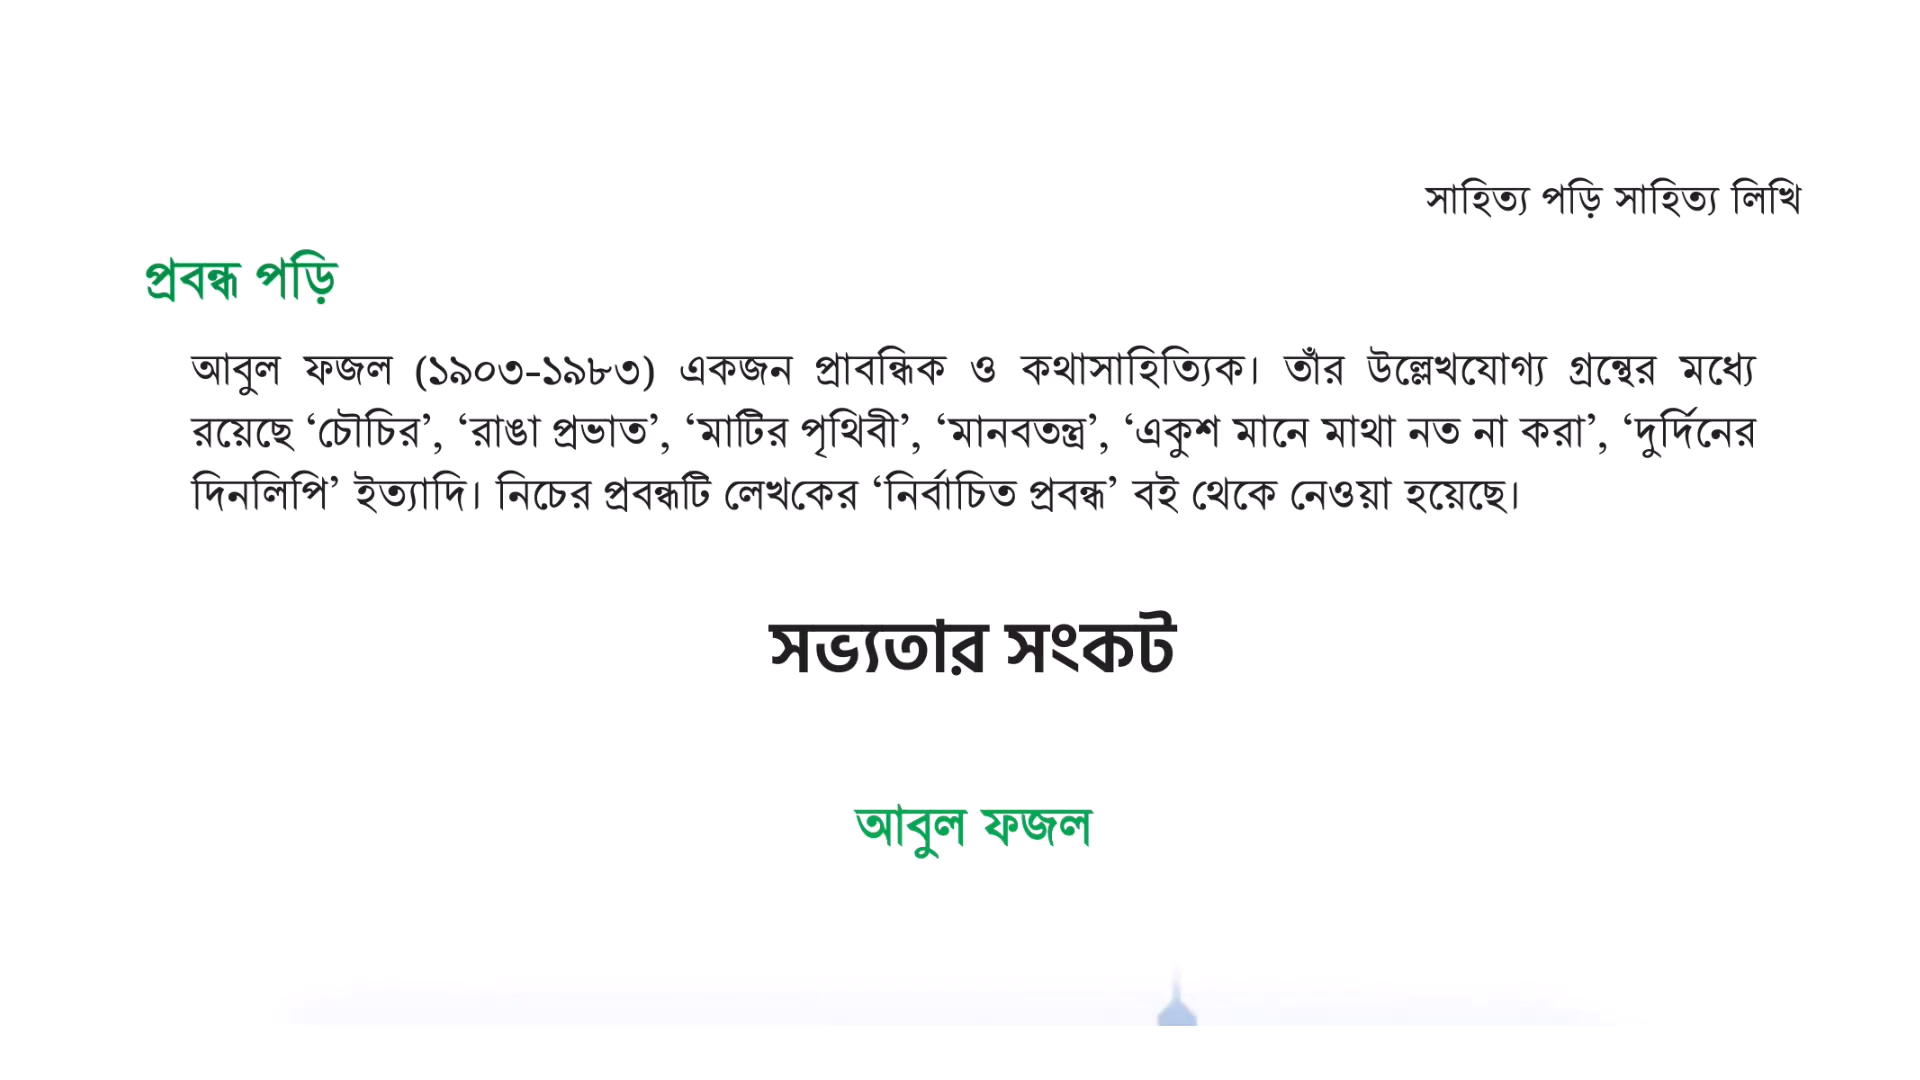 সাহিত্য পড়ি সাহিত্য লিখি
প্রবন্ধ পড়ি
আবুল ফজল (১৯০৩-১৯৮৩) একজন প্রাবন্ধিক ও কথাসাহিত্যিক। তাঁর উল্লেখযোগ্য গ্রন্থের মধ্যে
রয়েছে ‘চৌচির’, ‘রাঙা প্রভাত’, ‘মাটির পৃথিবী’, ‘মানবতন্ত্র’, ‘একুশ মানে মাথা নত না করা’, ‘দুর্দিনের
দিনলিপি’ ইত্যাদি। নিচের প্রবন্ধটি লেখকের ‘নির্বাচিত প্রবন্ধ’ বই থেকে নেওয়া হয়েছে।
সভ্যতার সংকট
আবুল ফজল